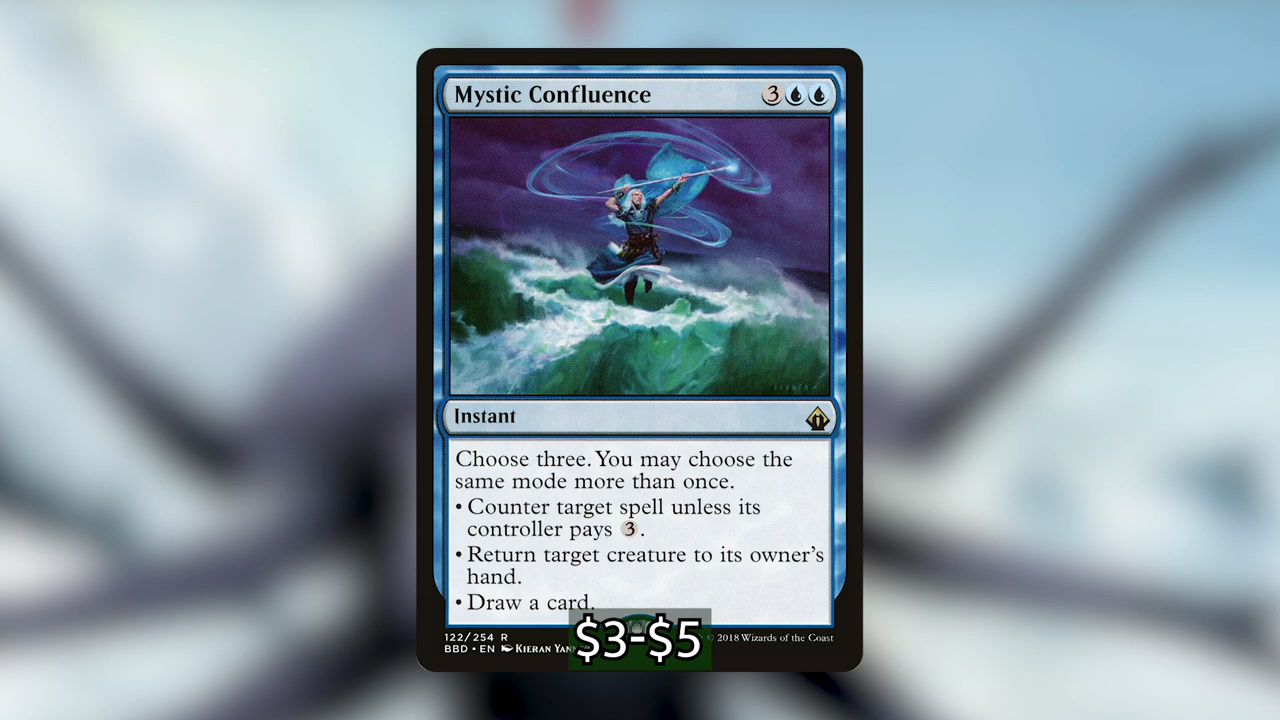 Mystic Confluence 3
Instant
Choose three. You may choose the
same mode more than once.
• Counter target spell unless its
controller pays 3.
• Return target creature to its owner's
hand.
• Draw a card.
122/254 R
BBD • EN KIERAN
© 2018 Wizards of the Coast
$3-$5